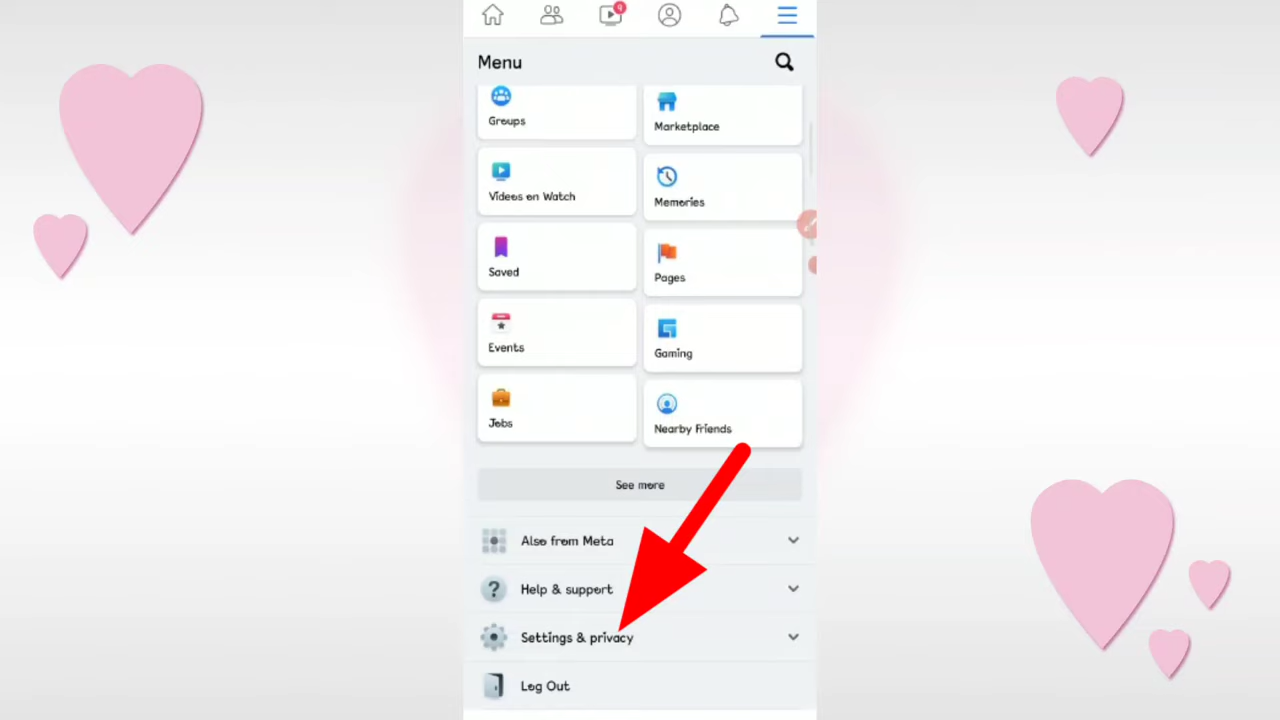 9
Menu
Groups
Marketplace
Videos on Watch
Memories
Saved
Pages
Events
Gaming
Jobs
Nearby Friends
See more
Also from Meta
? Help & support
Settings & privacy
Log Out